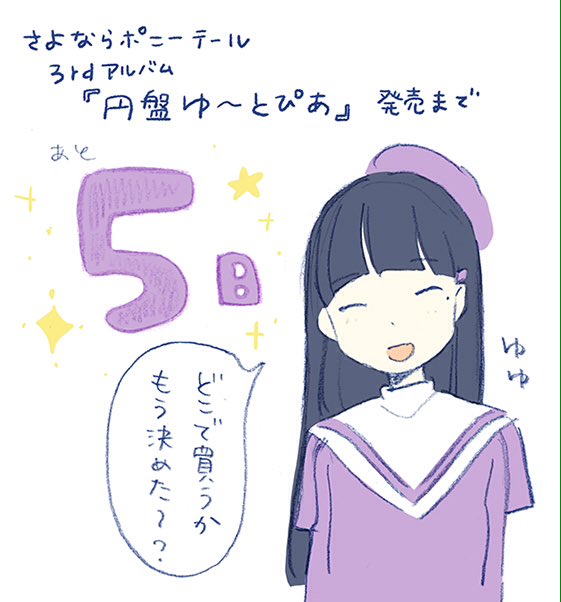 さよならポニーテール
3rdアルバム
『円盤ゆ〜とぴあ』 発売まで
あと
5日
どこで買うか
もう決めた〜?
ゆゆ